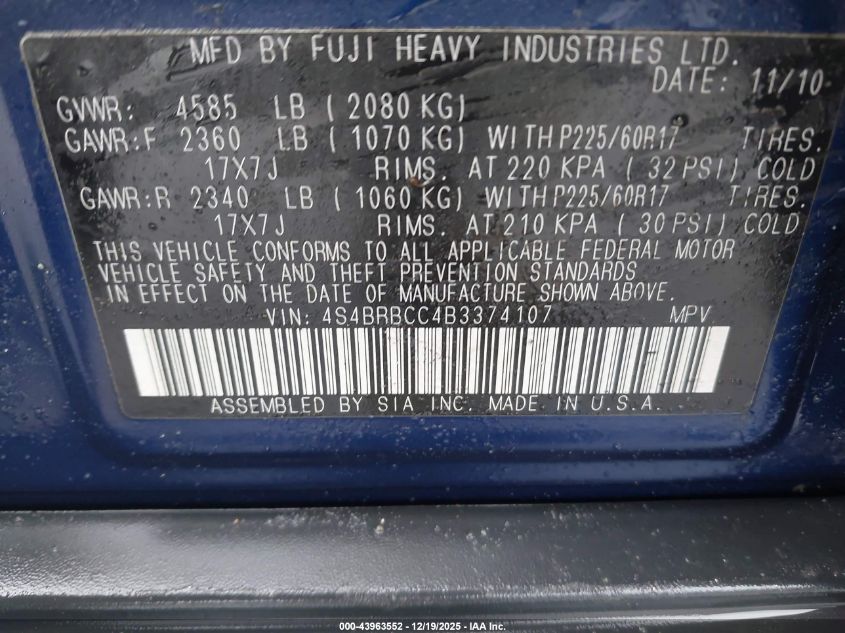 MFD BY FUJI HEAVY INDUSTRIES LTD.
DATE: 11/10
GVWR: 4585 LB ( 2080 KG)
GAWR:F 2360 LB ( 1070 KG) WITH P225/60R17 TIRES.
17X7J RIMS. AT 220 KPA ( 32 PSI) COLD
GAWR:R 2340 LB ( 1060 KG) WITH P225/60R17 TIRES.
17X7J RIMS. AT 210 KPA ( 30 PSI) COLD
THIS VEHICLE CONFORMS TO ALL APPLICABLE FEDERAL MOTOR
VEHICLE SAFETY AND THEFT PREVENTION STANDARDS
IN EFFECT ON THE DATE OF MANUFACTURE SHOWN ABOVE.
VIN: 4S4BRBCC4B3374107 MPV
ASSEMBLED BY SIA INC. MADE IN U.S.A.
000-43963552 - 12/19/2025 - IAA Inc.